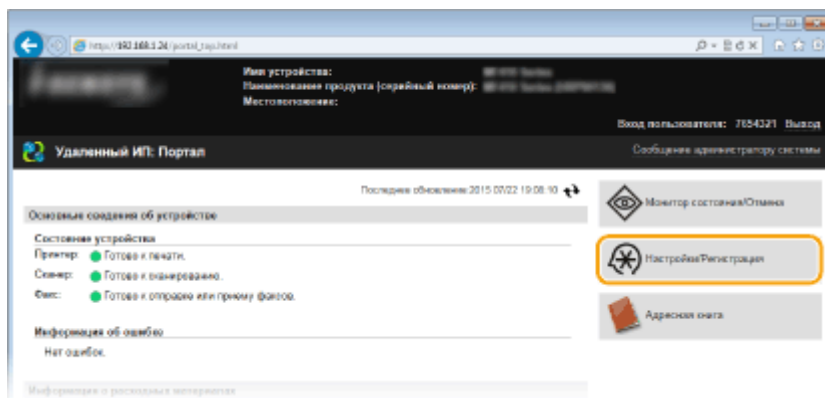 http://192.168.1.24/portal_top.html
Имя устройства:
Наименование продукта (серийный номер):
Местоположение:
Вход пользователя: 7654321 Выход
Удаленный ИП: Портал
Сообщение администратору системы
Последнее обновление: 2015 07/22 19:08:10
Монитор состояния/Отмена
Основные сведения об устройстве
Состояние устройства
Принтер: Готово к печати.
Настройки/Регистрация
Сканер: Готово к сканированию.
Факс: Готово к отправке или приему факсов.
Адресная книга
Информация об ошибке
Нет ошибок.
Информация о расходных материалах